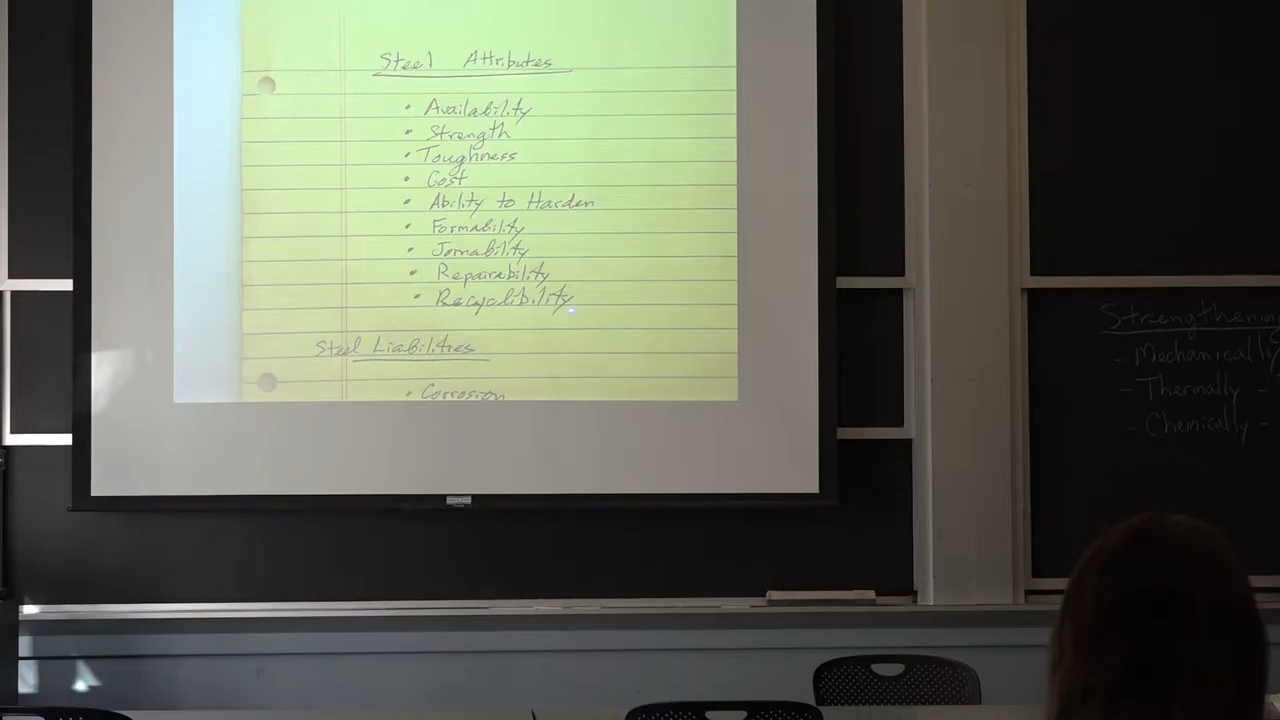 Steel Attributes
• Availability
• Strength
• Toughness
• Cost
• Ability to Harden
• Formability
• Joinability
• Repairability
• Recyclibility
Steel Liabilities
• Corrosion
Strengthening
- Mechanically
- Thermally -
- Chemically -